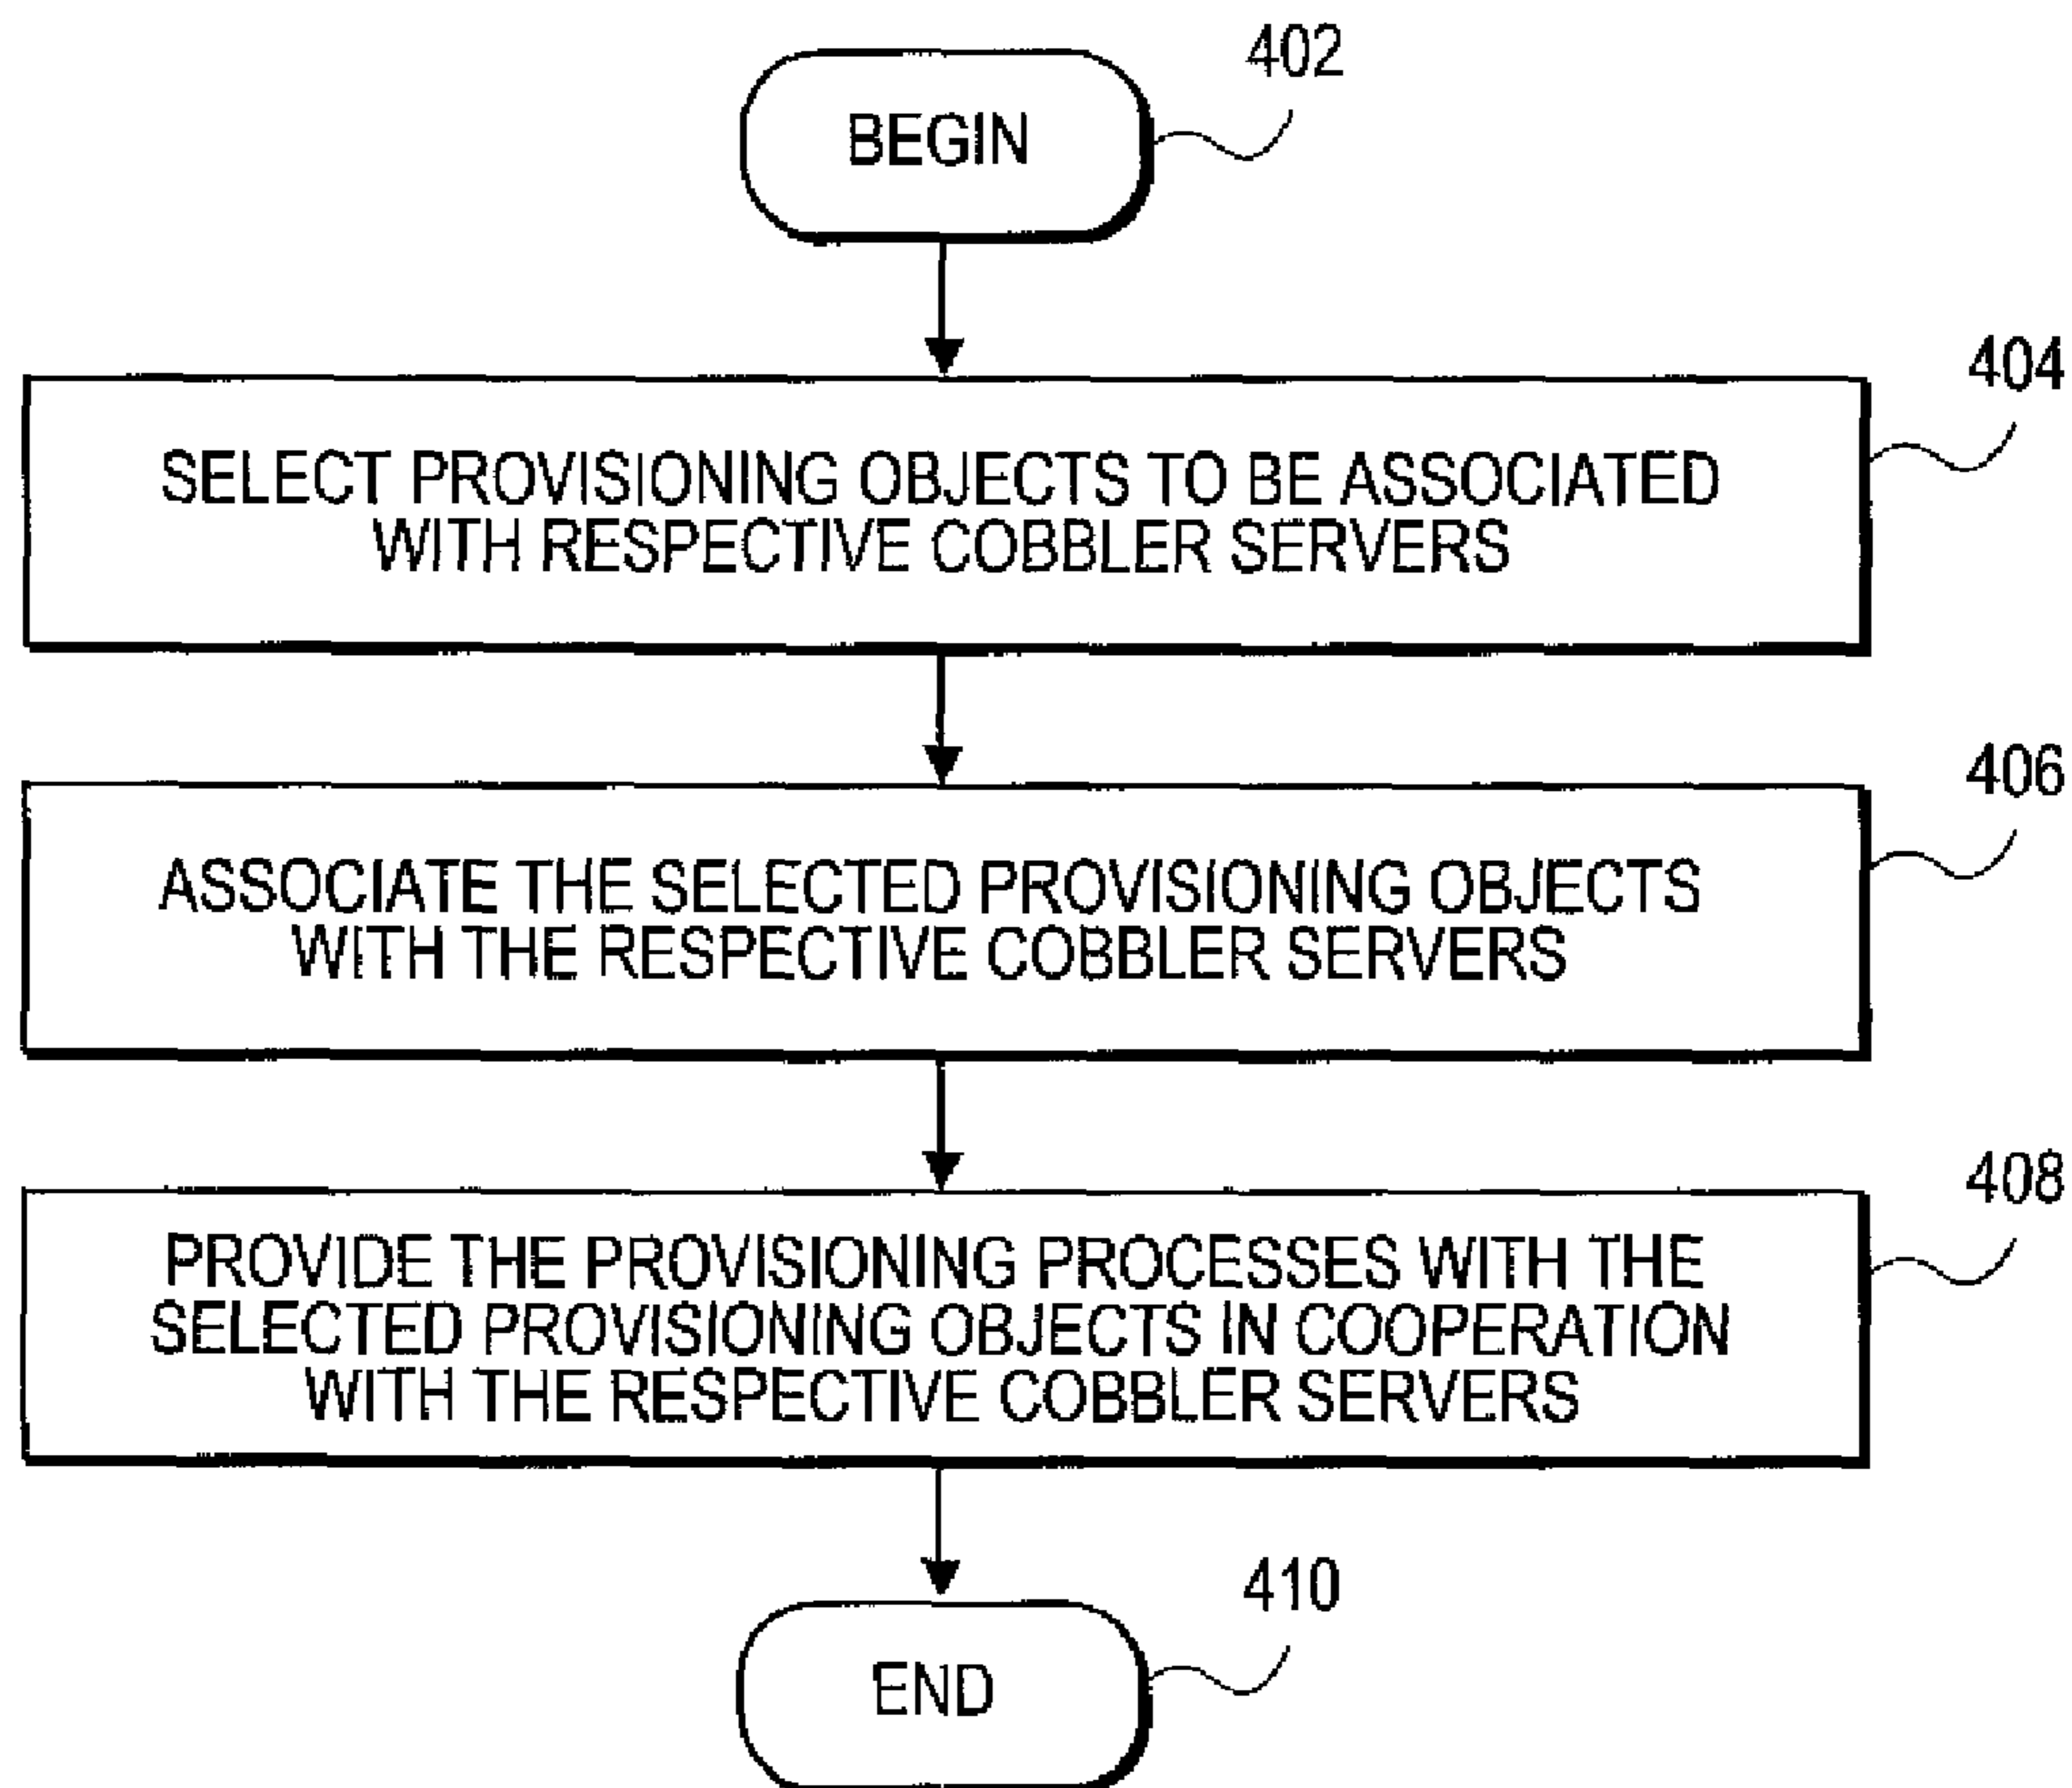 402
BEGIN
404
SELECT PROVISIONING OBJECTS TO BE ASSOCIATED
WITH RESPECTIVE COBBLER SERVERS
406
ASSOCIATE THE SELECTED PROVISIONING OBJECTS
WITH THE RESPECTIVE COBBLER SERVERS
408
PROVIDE THE PROVISIONING PROCESSES WITH THE
SELECTED PROVISIONING OBJECTS IN COOPERATION
WITH THE RESPECTIVE COBBLER SERVERS
410
END